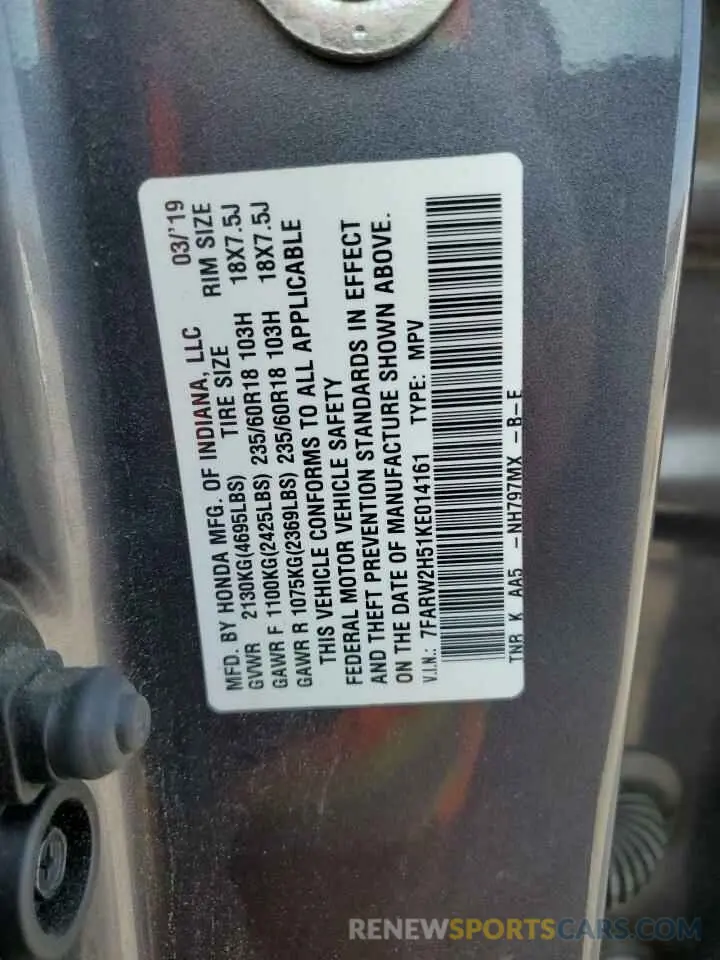 MFD. BY HONDA MFG. OF INDIANA, LLC 03/'19
GVWR 2130KG(4695LBS) TIRE SIZE RIM SIZE
GAWR F 1100KG(2425LBS) 235/60R18 103H 18X7.5J
GAWR R 1075KG(2369LBS) 235/60R18 103H 18X7.5J
THIS VEHICLE CONFORMS TO ALL APPLICABLE
FEDERAL MOTOR VEHICLE SAFETY
AND THEFT PREVENTION STANDARDS IN EFFECT
ON THE DATE OF MANUFACTURE SHOWN ABOVE.
V.I.N.: 7FARW2H51KE014161 TYPE: MPV
TNR K AA5 -NH797MX -B-E
RENEWSPORTSCARS.COM